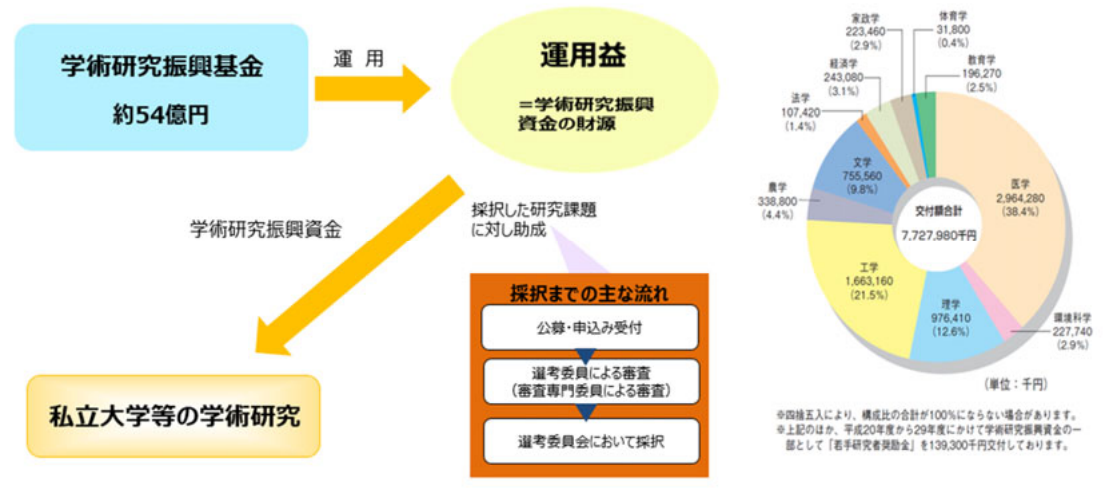 学術研究振興基金
約54億円
運 用
運用益
＝学術研究振興
資金の財源
学術研究振興資金
採択した研究課題
に対し助成
採択までの主な流れ
公募・申込み受付
選考委員による審査
（審査専門委員による審査）
選考委員会において採択
私立大学等の学術研究
家政学
223,460
(2.9%)
体育学
31,800
(0.4%)
経済学
243,080
(3.1%)
教育学
196,270
(2.5%)
法学
107,420
(1.4%)
文学
755,560
(9.8%)
医学
2,964,280
(38.4%)
農学
338,800
(4.4%)
交付額合計
7,727,980千円
工学
1,663,160
(21.5%)
理学
976,410
(12.6%)
環境科学
227,740
(2.9%)
（単位：千円）
※四捨五入により、構成比の合計が100％にならない場合があります。
※上記のほか、平成20年度から29年度にかけて学術研究振興資金の一
部として「若手研究者奨励金」を139,300千円交付しております。